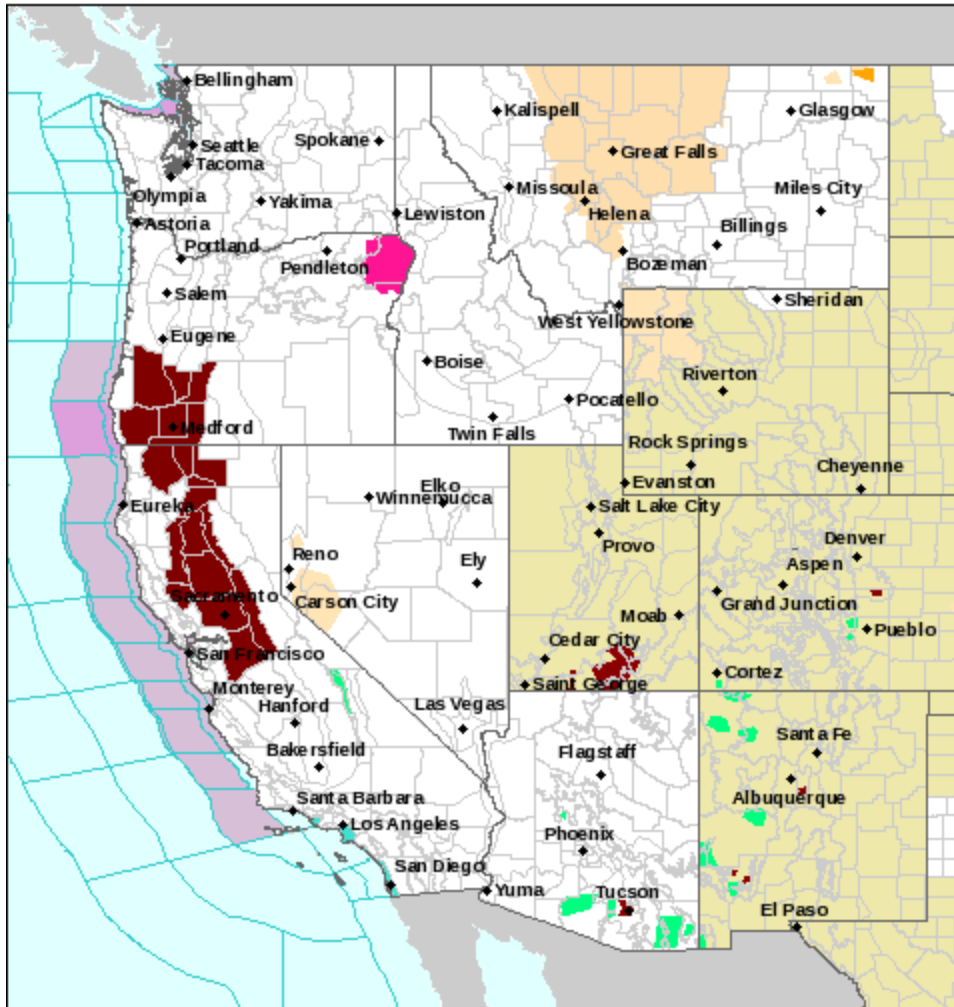 Bellingham
Kalispell
Glasgow
Spokane
Seattle
Great Falls
Tacoma
Missoula
Miles City
Olympia
Yakima
Lewiston
Helena
Astoria
Billings
Portland
Pendleton
Bozeman
Salem
Sheridan
West Yellowstone
Eugene
Boise
Riverton
Pocatello
Medford
Twin Falls
Rock Springs
Cheyenne
Elko
Evanston
Winnemucca
Eureka
Salt Lake City
Denver
Provo
Reno
Ely
Aspen
Sacramento
Carson City
Grand Junction
Moab
Pueblo
Cedar City
San Francisco
Cortez
Saint George
Monterey
Hanford
Las Vegas
Santa Fe
Bakersfield
Flagstaff
Albuquerque
Santa Barbara
Los Angeles
Phoenix
San Diego
Yuma
Tucson
El Paso